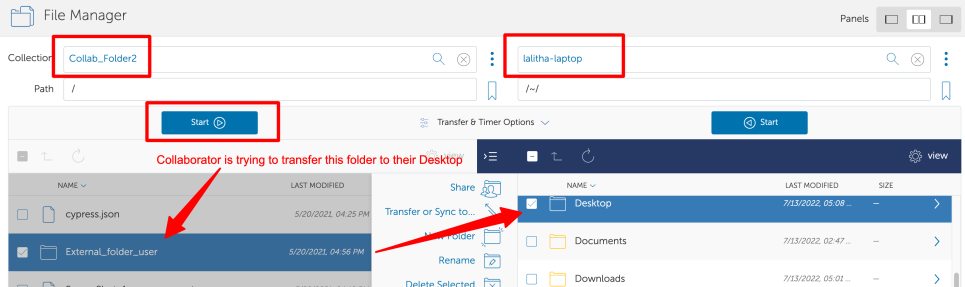 File Manager
Panels
Collection Collab_Folder2
lalitha-laptop
Path /
/~/
Start
Transfer & Timer Options
Start
Collaborator is trying to transfer this folder to their Desktop
view
NAME LAST MODIFIED
Share
NAME LAST MODIFIED SIZE
cypress.json 5/20/2021, 04:25 PM
Transfer or Sync to...
Desktop 7/13/2022, 05:08 ... —
New Folder
External_folder_user 5/20/2021, 04:56 PM
Documents 7/13/2022, 02:47 ... —
Rename
Delete Selected
Downloads 7/13/2022, 05:01 ... —